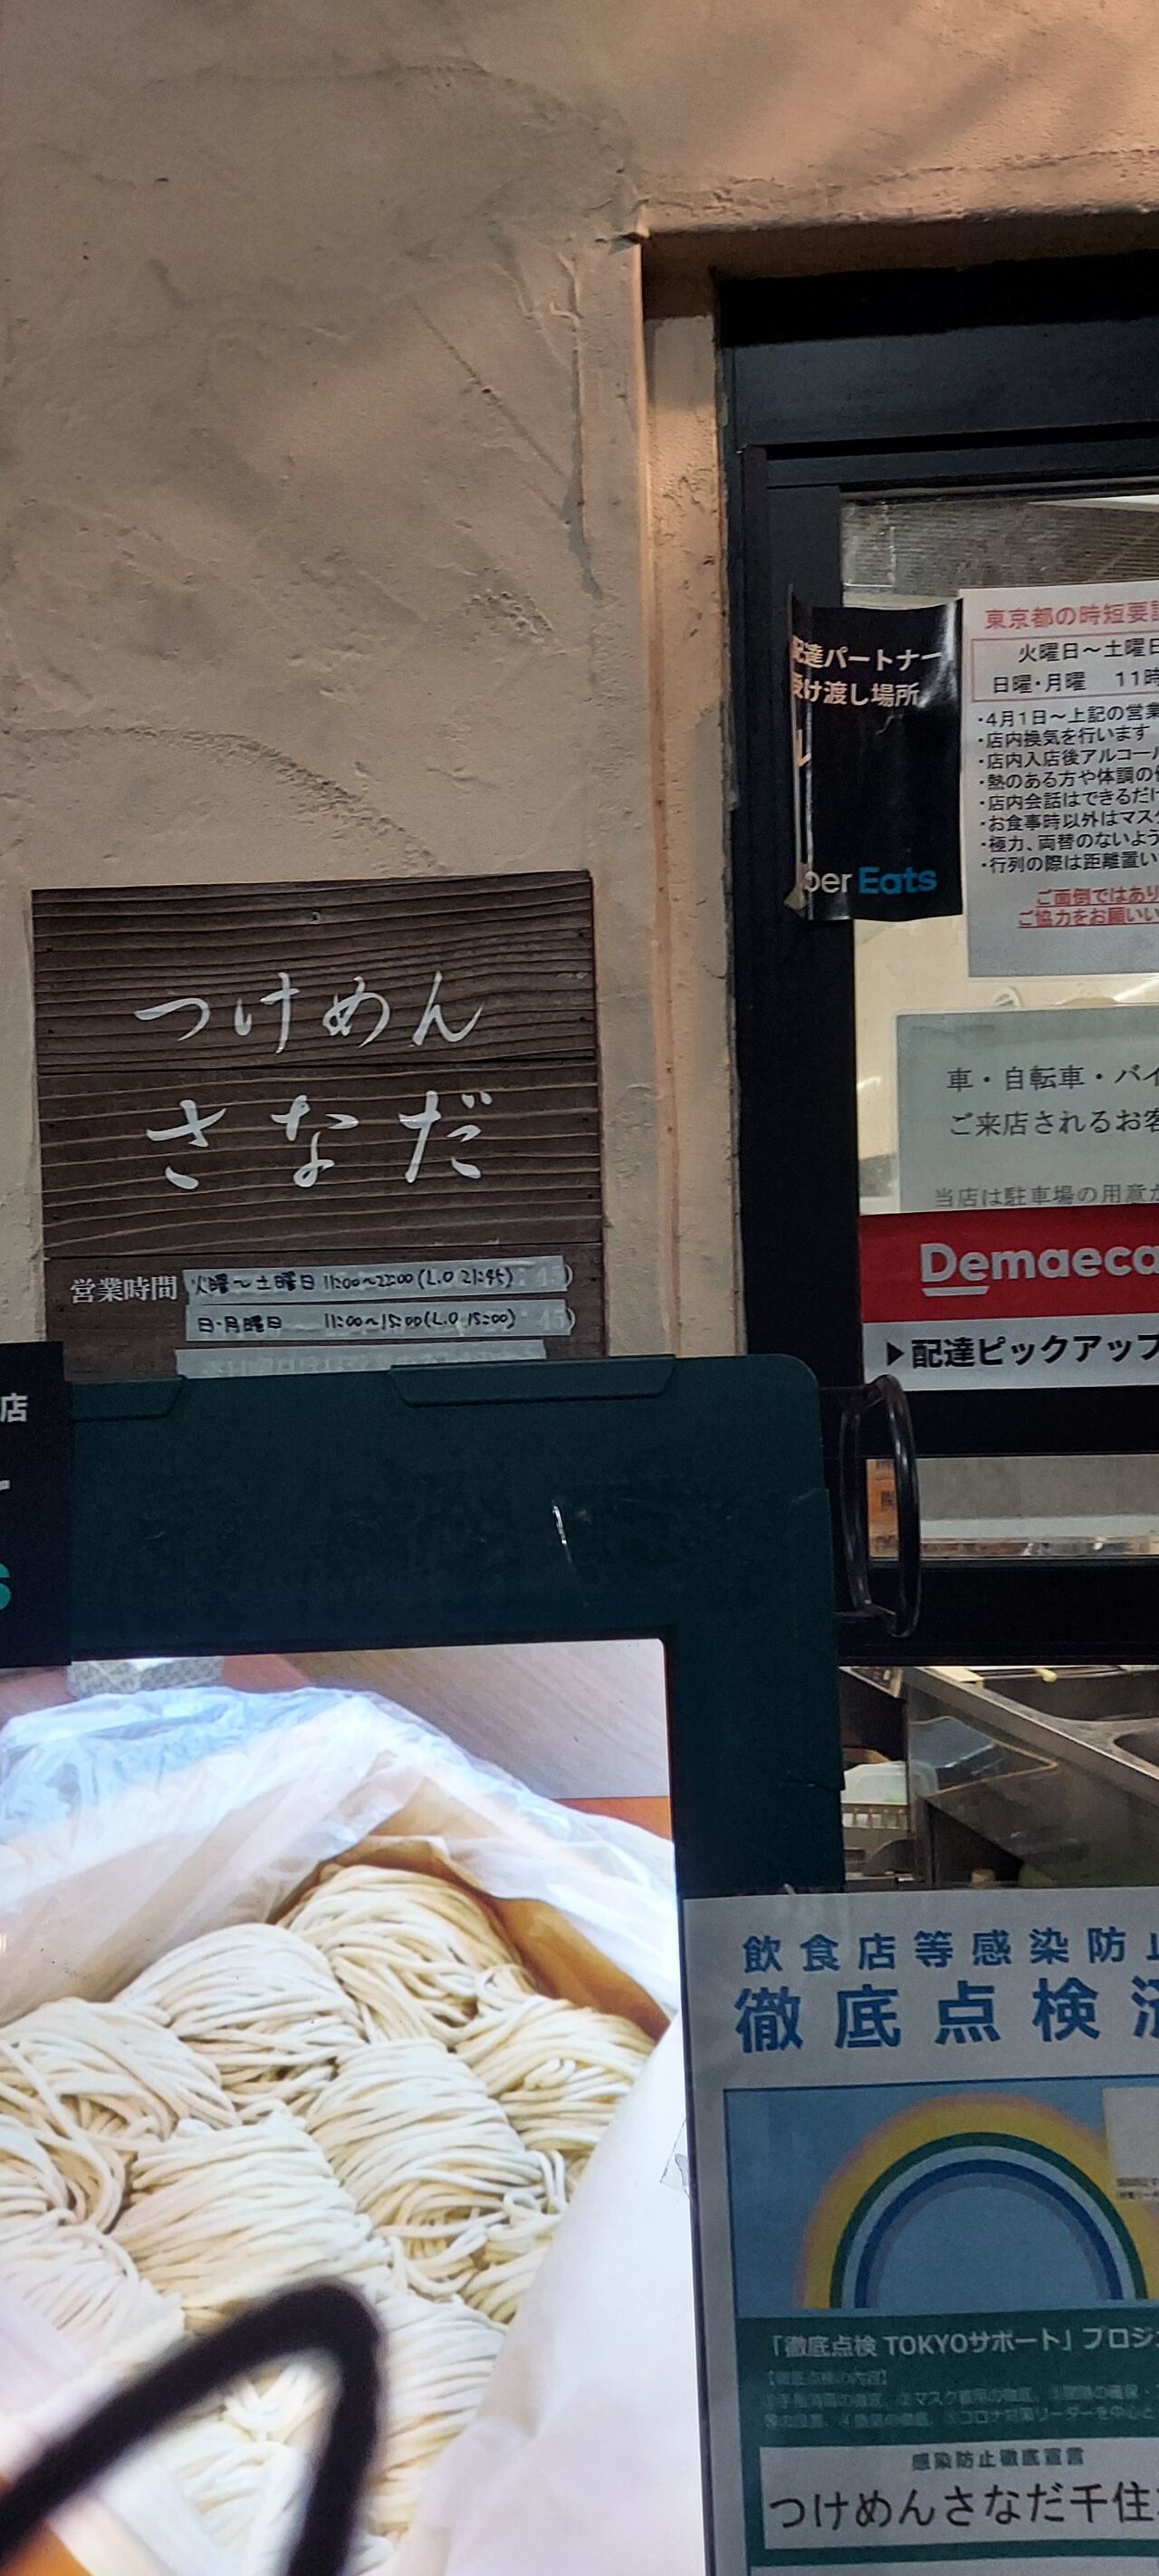 つけめん
さなだ
営業時間 火曜～土曜日 11:00～22:00(L.O 21:45)
日・月曜日 11:00～15:00(L.O 15:00)
店
配達パートナー
受け渡し場所
ber Eats
東京都の時短要請
火曜日～土曜日
日曜・月曜 11時
・4月1日～上記の営業
・店内換気を行います
・店内入店後アルコール
・熱のある方や体調の
・店内会話はできるだけ
・お食事時以外はマスク
・極力、両替のないよう
・行列の際は距離置い
ご面倒ではあり
ご協力をお願いい
車・自転車・バイ
ご来店されるお客
当店は駐車場の用意が
Demaeca
▶配達ピックアップ
飲食店等感染防止
徹底点検済
「徹底点検 TOKYOサポート」プロジ
感染防止徹底宣言
つけめんさなだ千住